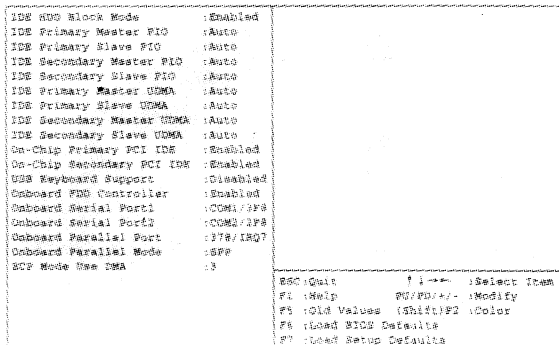 IDE HDD Block Mode :Enabled
IDE Primary Master PIO :Auto
IDE Primary Slave PIO :Auto
IDE Secondary Master PIO :Auto
IDE Secondary Slave PIO :Auto
IDE Primary Master UDMA :Auto
IDE Primary Slave UDMA :Auto
IDE Secondary Master UDMA :Auto
IDE Secondary Slave UDMA :Auto
On-Chip Primary PCI IDE :Enabled
On-Chip Secondary PCI IDE :Enabled
USB Keyboard Support :Disabled
Onboard FDD Controller :Enabled
Onboard Serial Port1 :COM1/3F8
Onboard Serial Port2 :COM2/2F8
Onboard Parallel Port :378/IRQ7
Onboard Parallel Mode :SPP
ECP Mode Use DMA :3
ESC :Quit ↑↓→← :Select Item
F1 :Help PU/PD/+/- :Modify
F5 :Old Values (Shift)F2 :Color
F6 :Load BIOS Defaults
F7 :Load Setup Defaults